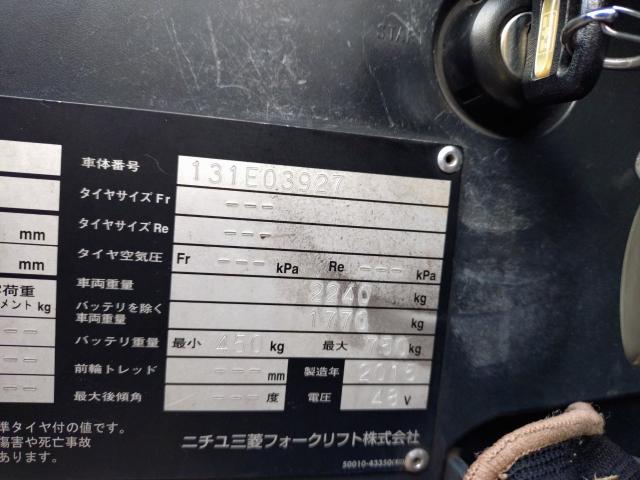 START
車体番号 131E03927
タイヤサイズ Fr ---
タイヤサイズ Re ---
mm タイヤ空気圧 Fr --- kPa Re --- kPa
mm 車両重量 2240 kg
荷重
メント kg バッテリを除く
車両重量 1770 kg
-- バッテリ重量 最小 450 kg 最大 750 kg
-- 前輪トレッド --- mm 製造年
-- 最大後傾角 --- 度 電圧 48 V
準タイヤ付の値です。
傷害や死亡事故
あります。
ニチユ三菱フォークリフト株式会社